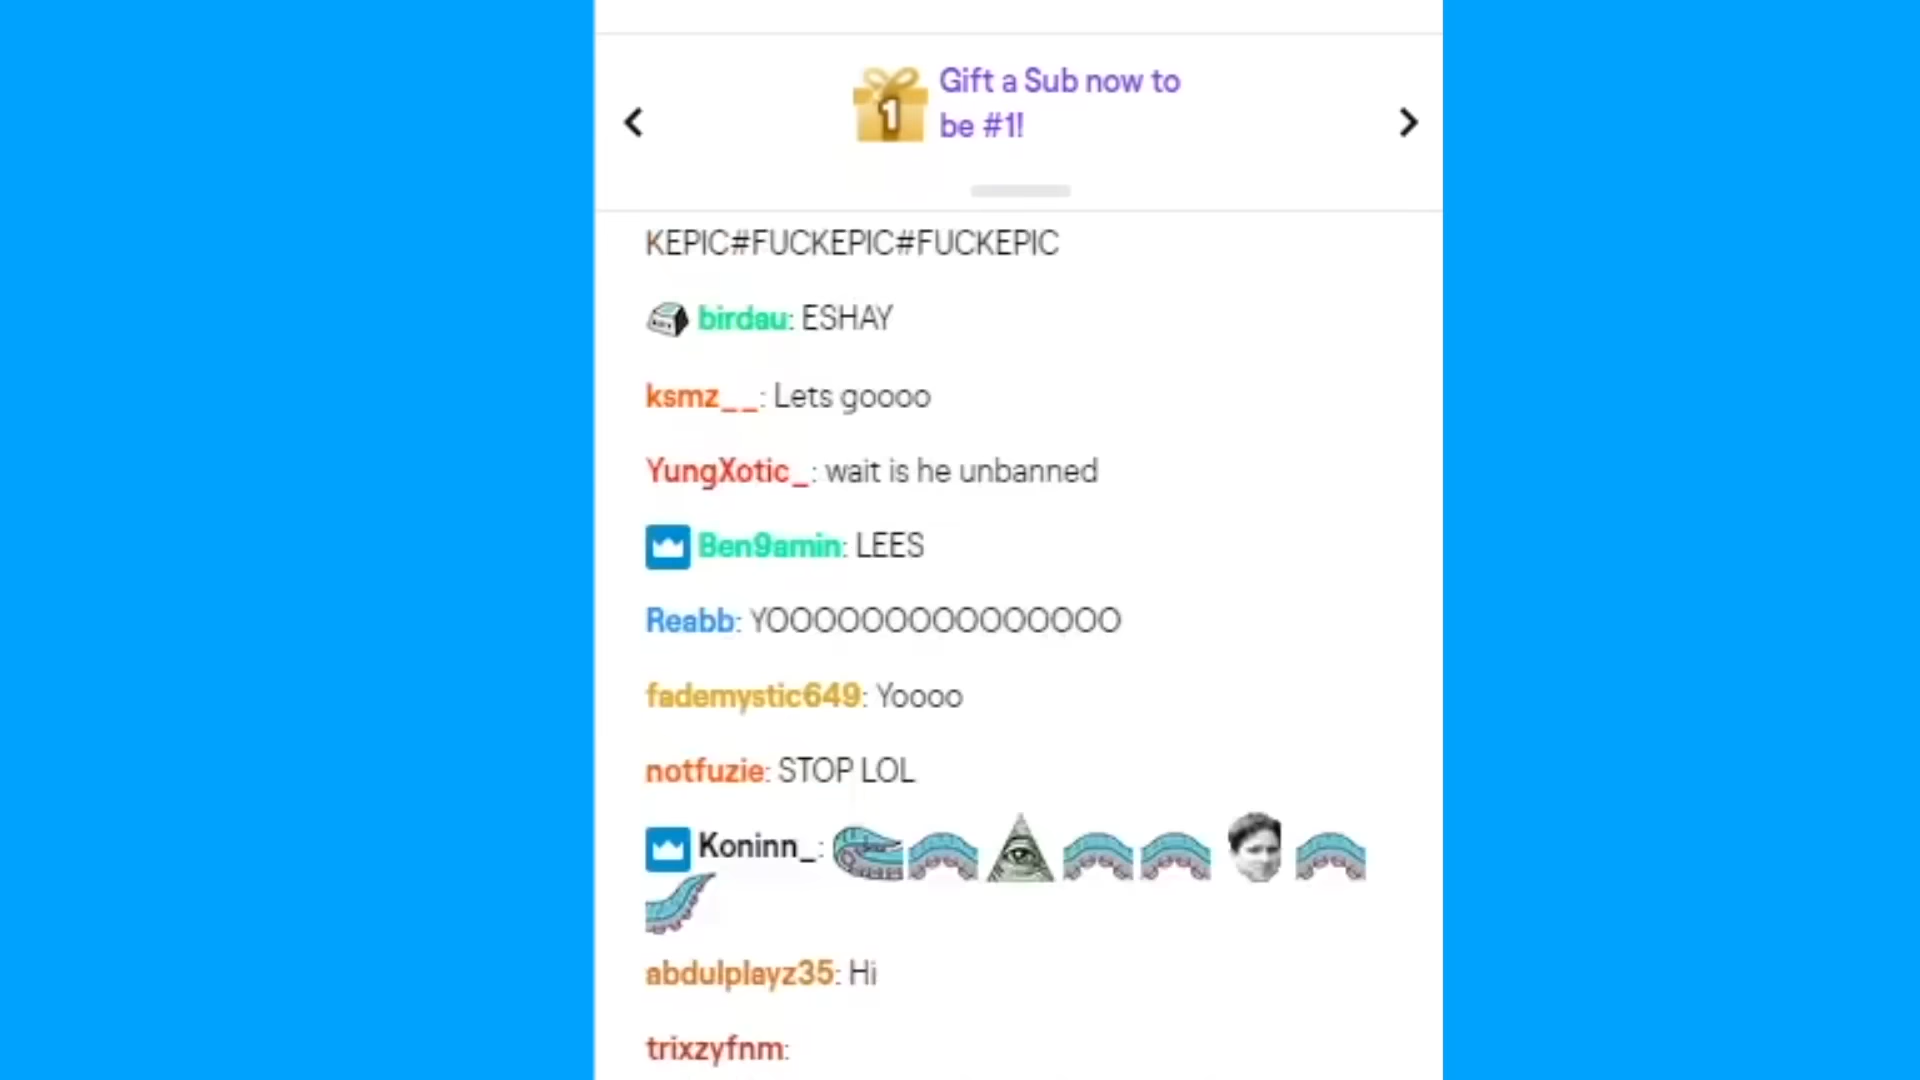 Gift a Sub now to
be #1!
1
KEPIC#FUCKEPIC#FUCKEPIC
birdau: ESHAY
ksmz__: Lets goooo
YungXotic_: wait is he unbanned
Ben9amin: LEES
Reabb: YOOOOOOOOOOOOOOO
fademystic649: Yoooo
notfuzie: STOP LOL
Koninn_:
abdulplayz35: Hi
trixzyfnm: